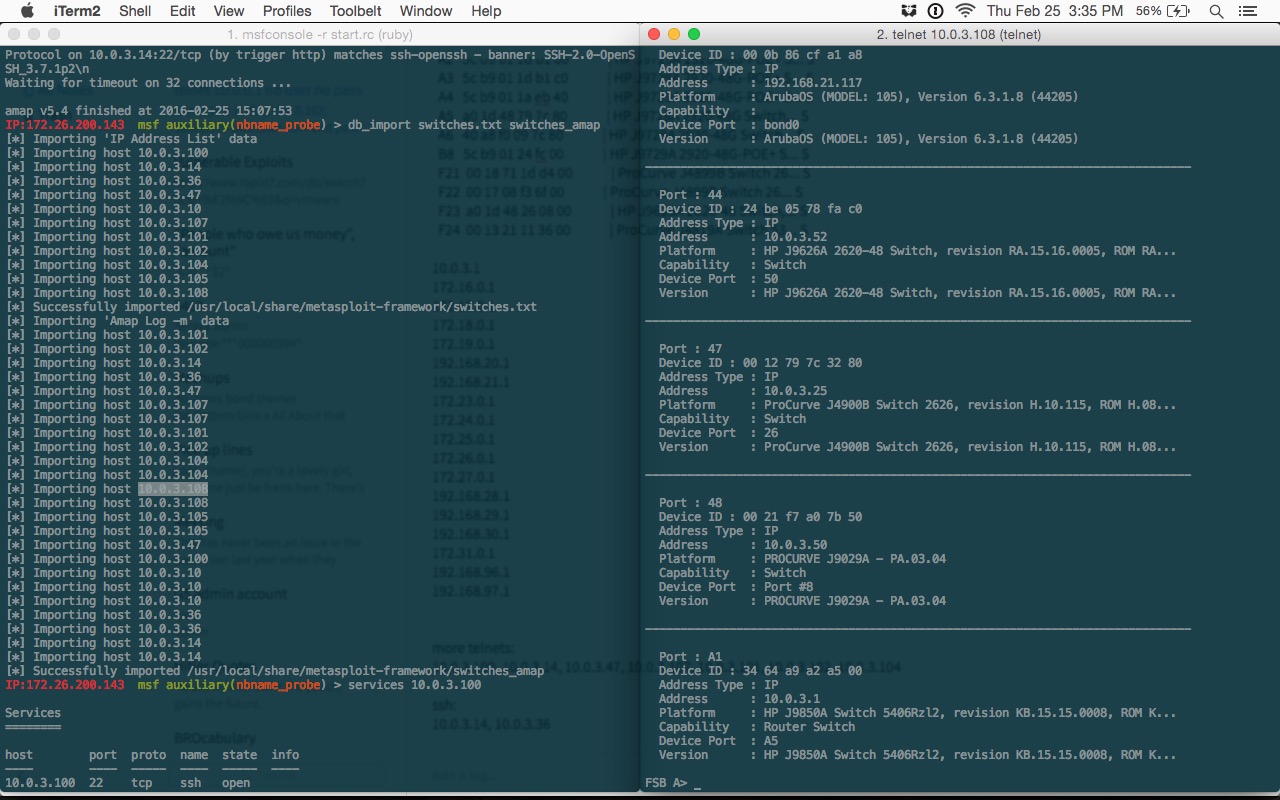 iTerm2 Shell Edit View Profiles Toolbelt Window Help Thu Feb 25 3:35 PM 56%
1. msfconsole -r start.rc (ruby)
Protocol on 10.0.3.14:22/tcp (by trigger http) matches ssh-openssh - banner: SSH-2.0-OpenS
SH_3.7.1p2\n
Waiting for timeout on 32 connections ...
amap v5.4 finished at 2016-02-25 15:07:53
IP:172.26.200.143 msf auxiliary(nbname_probe) > db_import switches.txt switches_amap
[*] Importing 'IP Address List' data
[*] Importing host 10.0.3.100
[*] Importing host 10.0.3.14
[*] Importing host 10.0.3.36
[*] Importing host 10.0.3.47
[*] Importing host 10.0.3.10
[*] Importing host 10.0.3.107
[*] Importing host 10.0.3.101
[*] Importing host 10.0.3.102
[*] Importing host 10.0.3.104
[*] Importing host 10.0.3.105
[*] Importing host 10.0.3.108
[*] Successfully imported /usr/local/share/metasploit-framework/switches.txt
[*] Importing 'Amap Log -m' data
[*] Importing host 10.0.3.101
[*] Importing host 10.0.3.102
[*] Importing host 10.0.3.14
[*] Importing host 10.0.3.36
[*] Importing host 10.0.3.47
[*] Importing host 10.0.3.107
[*] Importing host 10.0.3.107
[*] Importing host 10.0.3.101
[*] Importing host 10.0.3.102
[*] Importing host 10.0.3.104
[*] Importing host 10.0.3.104
[*] Importing host 10.0.3.108
[*] Importing host 10.0.3.108
[*] Importing host 10.0.3.105
[*] Importing host 10.0.3.105
[*] Importing host 10.0.3.47
[*] Importing host 10.0.3.100
[*] Importing host 10.0.3.10
[*] Importing host 10.0.3.10
[*] Importing host 10.0.3.10
[*] Importing host 10.0.3.36
[*] Importing host 10.0.3.36
[*] Importing host 10.0.3.14
[*] Importing host 10.0.3.14
[*] Successfully imported /usr/local/share/metasploit-framework/switches_amap
IP:172.26.200.143 msf auxiliary(nbname_probe) > services 10.0.3.100
Services
========
host port proto name state info
---- ---- ----- ---- ----- ----
10.0.3.100 22 tcp ssh open
2. telnet 10.0.3.108 (telnet)
Device ID : 00 0b 86 cf a1 a8
Address Type : IP
Address : 192.168.21.117
Platform : ArubaOS (MODEL: 105), Version 6.3.1.8 (44205)
Capability :
Device Port : bond0
Version : ArubaOS (MODEL: 105), Version 6.3.1.8 (44205)
Port : 44
Device ID : 24 be 05 78 fa c0
Address Type : IP
Address : 10.0.3.52
Platform : HP J9626A 2620-48 Switch, revision RA.15.16.0005, ROM RA...
Capability : Switch
Device Port : 50
Version : HP J9626A 2620-48 Switch, revision RA.15.16.0005, ROM RA...
Port : 47
Device ID : 00 12 79 7c 32 80
Address Type : IP
Address : 10.0.3.25
Platform : ProCurve J4900B Switch 2626, revision H.10.115, ROM H.08...
Capability : Switch
Device Port : 26
Version : ProCurve J4900B Switch 2626, revision H.10.115, ROM H.08...
Port : 48
Device ID : 00 21 f7 a0 7b 50
Address Type : IP
Address : 10.0.3.50
Platform : PROCURVE J9029A - PA.03.04
Capability : Switch
Device Port : Port #8
Version : PROCURVE J9029A - PA.03.04
Port : A1
Device ID : 34 64 a9 a2 a5 00
Address Type : IP
Address : 10.0.3.1
Platform : HP J9850A Switch 5406Rzl2, revision KB.15.15.0008, ROM K...
Capability : Router Switch
Device Port : A5
Version : HP J9850A Switch 5406Rzl2, revision KB.15.15.0008, ROM K...
FSB A> _